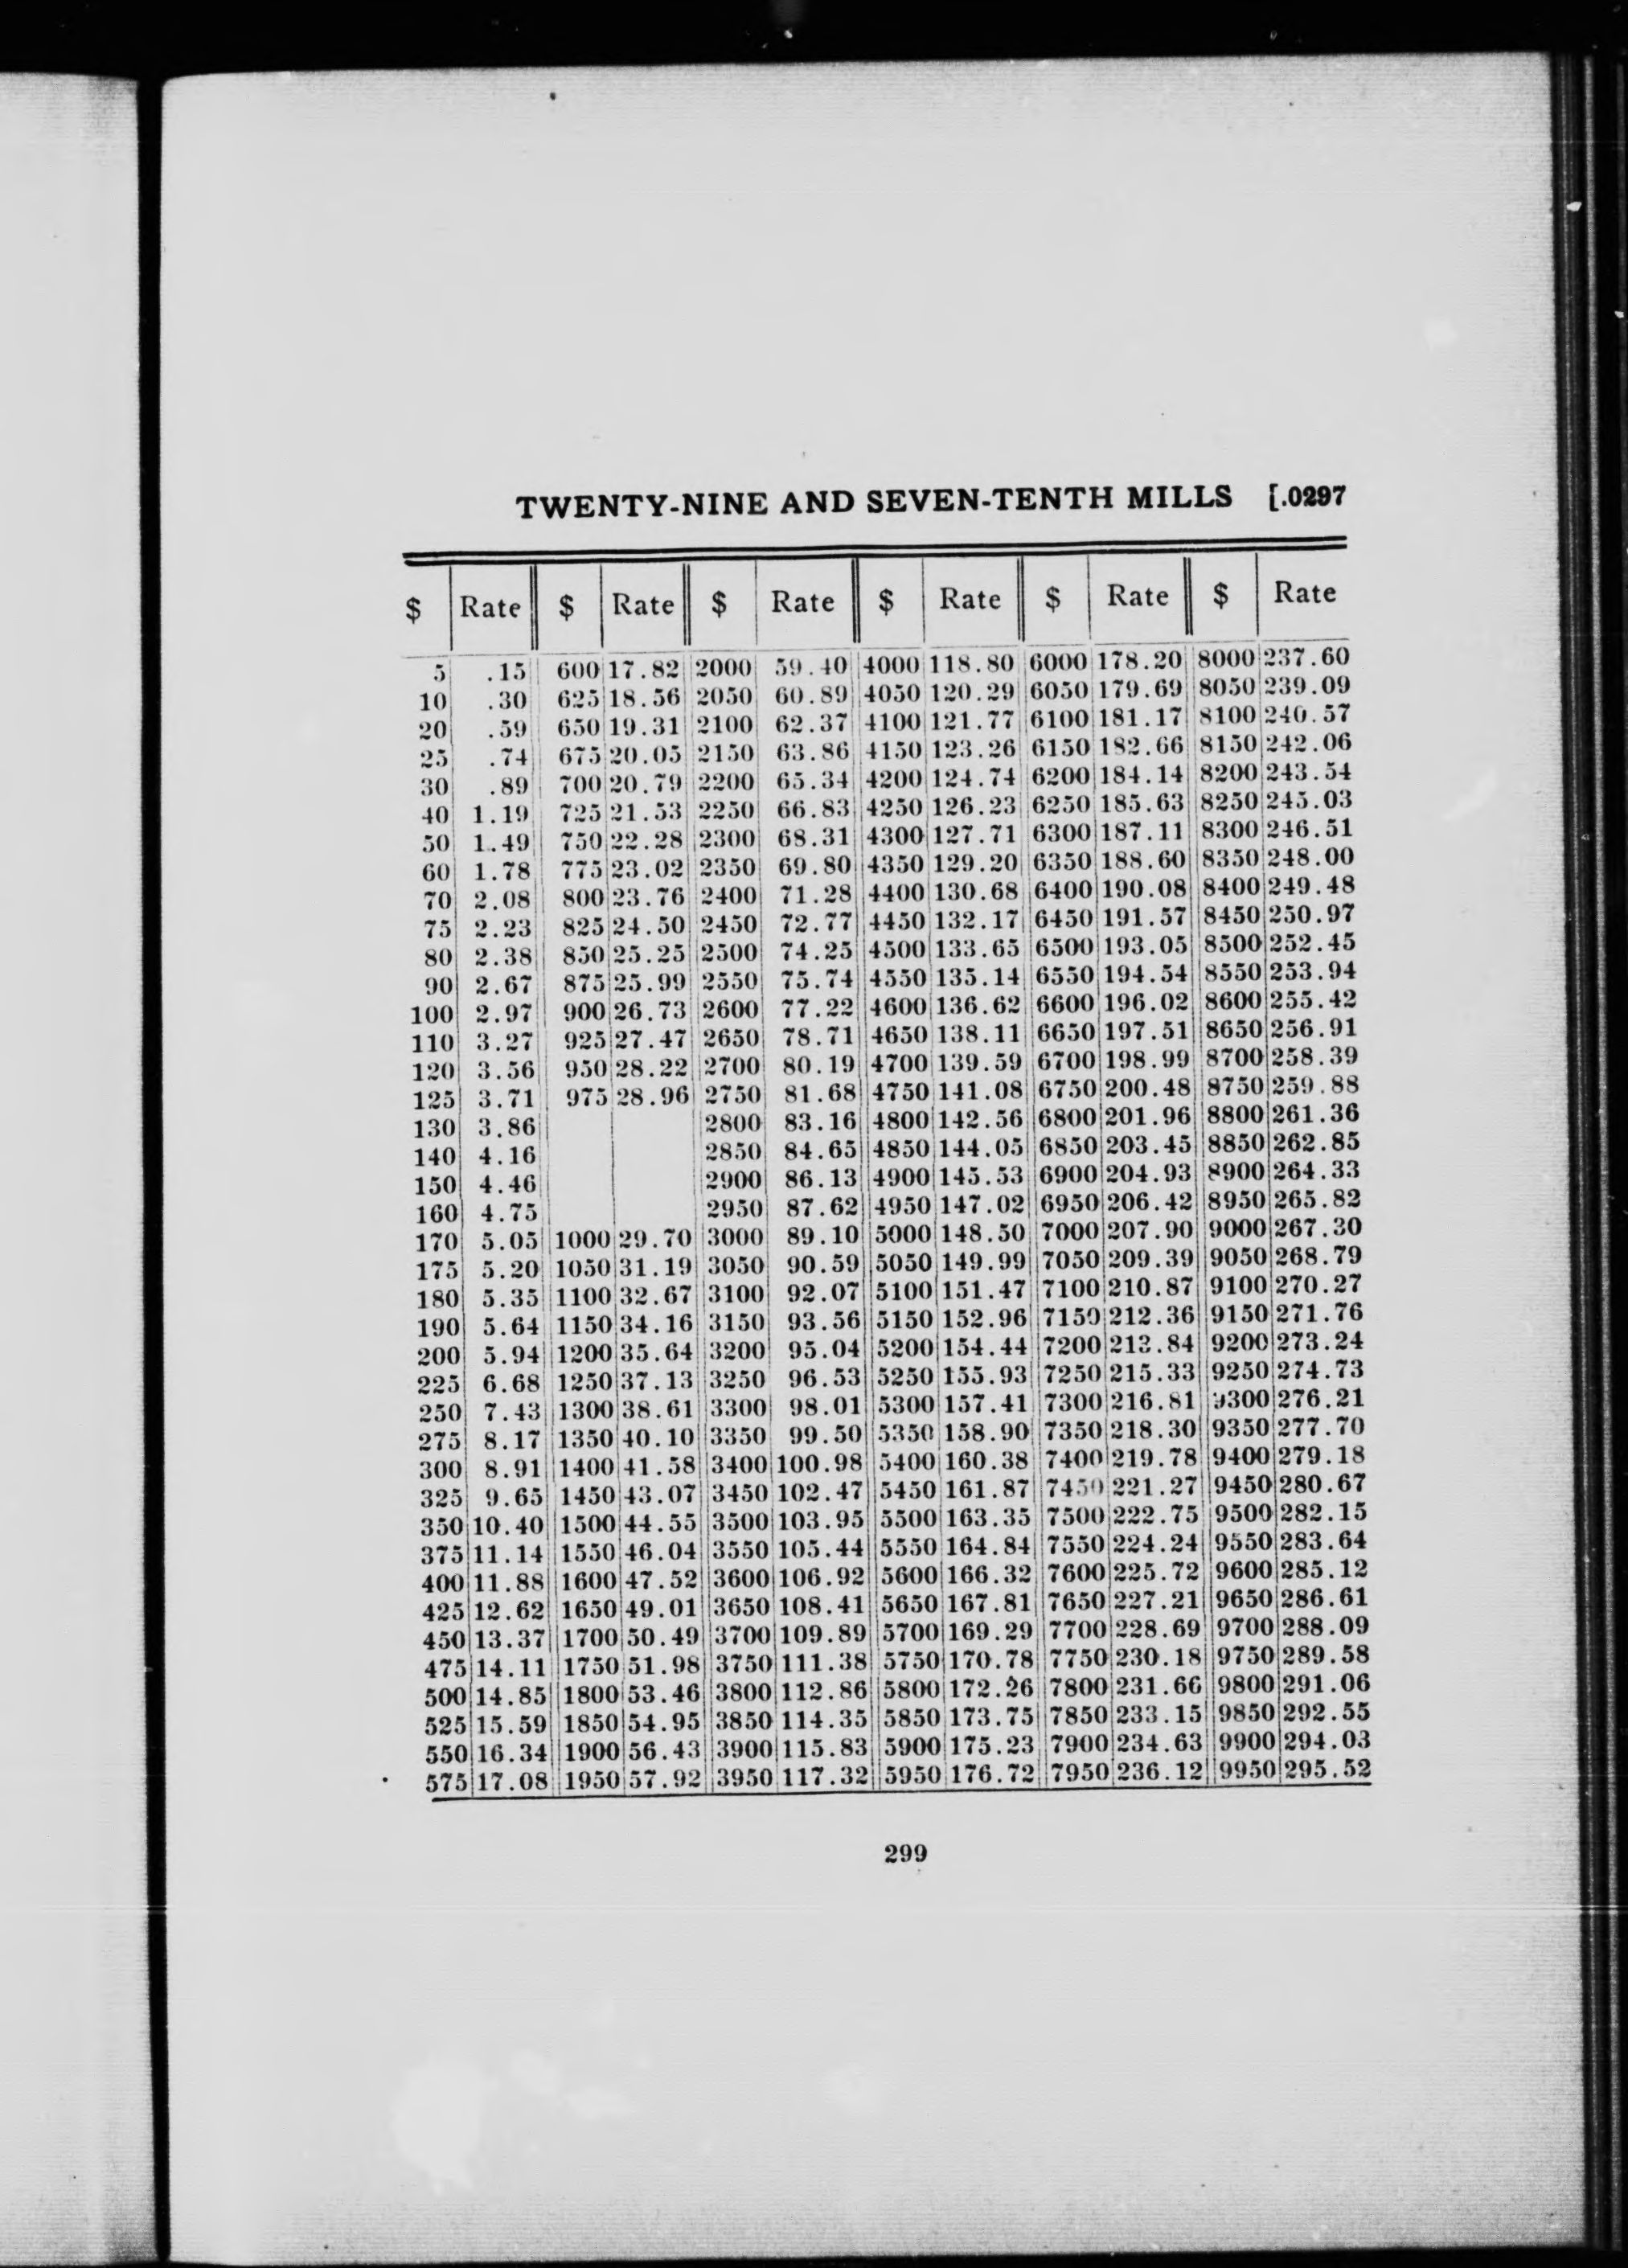 TWENTY-NINE AND SEVEN-TENTH MILLS [.0297
$ Rate $ Rate $ Rate $ Rate $ Rate $ Rate
5 .15 600 17.82 2000 59.40 4000 118.80 6000 178.20 8000 237.60
10 .30 625 18.56 2050 60.89 4050 120.29 6050 179.69 8050 239.09
20 .59 650 19.31 2100 62.37 4100 121.77 6100 181.17 8100 240.57
25 .74 675 20.05 2150 63.86 4150 123.26 6150 182.66 8150 242.06
30 .89 700 20.79 2200 65.34 4200 124.74 6200 184.14 8200 243.54
40 1.19 725 21.53 2250 66.83 4250 126.23 6250 185.63 8250 245.03
50 1.49 750 22.28 2300 68.31 4300 127.71 6300 187.11 8300 246.51
60 1.78 775 23.02 2350 69.80 4350 129.20 6350 188.60 8350 248.00
70 2.08 800 23.76 2400 71.28 4400 130.68 6400 190.08 8400 249.48
75 2.23 825 24.50 2450 72.77 4450 132.17 6450 191.57 8450 250.97
80 2.38 850 25.25 2500 74.25 4500 133.65 6500 193.05 8500 252.45
90 2.67 875 25.99 2550 75.74 4550 135.14 6550 194.54 8550 253.94
100 2.97 900 26.73 2600 77.22 4600 136.62 6600 196.02 8600 255.42
110 3.27 925 27.47 2650 78.71 4650 138.11 6650 197.51 8650 256.91
120 3.56 950 28.22 2700 80.19 4700 139.59 6700 198.99 8700 258.39
125 3.71 975 28.96 2750 81.68 4750 141.08 6750 200.48 8750 259.88
130 3.86 2800 83.16 4800 142.56 6800 201.96 8800 261.36
140 4.16 2850 84.65 4850 144.05 6850 203.45 8850 262.85
150 4.46 2900 86.13 4900 145.53 6900 204.93 8900 264.33
160 4.75 2950 87.62 4950 147.02 6950 206.42 8950 265.82
170 5.05 1000 29.70 3000 89.10 5000 148.50 7000 207.90 9000 267.30
175 5.20 1050 31.19 3050 90.59 5050 149.99 7050 209.39 9050 268.79
180 5.35 1100 32.67 3100 92.07 5100 151.47 7100 210.87 9100 270.27
190 5.64 1150 34.16 3150 93.56 5150 152.96 7150 212.36 9150 271.76
200 5.94 1200 35.64 3200 95.04 5200 154.44 7200 213.84 9200 273.24
225 6.68 1250 37.13 3250 96.53 5250 155.93 7250 215.33 9250 274.73
250 7.43 1300 38.61 3300 98.01 5300 157.41 7300 216.81 9300 276.21
275 8.17 1350 40.10 3350 99.50 5350 158.90 7350 218.30 9350 277.70
300 8.91 1400 41.58 3400 100.98 5400 160.38 7400 219.78 9400 279.18
325 9.65 1450 43.07 3450 102.47 5450 161.87 7450 221.27 9450 280.67
350 10.40 1500 44.55 3500 103.95 5500 163.35 7500 222.75 9500 282.15
375 11.14 1550 46.04 3550 105.44 5550 164.84 7550 224.24 9550 283.64
400 11.88 1600 47.52 3600 106.92 5600 166.32 7600 225.72 9600 285.12
425 12.62 1650 49.01 3650 108.41 5650 167.81 7650 227.21 9650 286.61
450 13.37 1700 50.49 3700 109.89 5700 169.29 7700 228.69 9700 288.09
475 14.11 1750 51.98 3750 111.38 5750 170.78 7750 230.18 9750 289.58
500 14.85 1800 53.46 3800 112.86 5800 172.26 7800 231.66 9800 291.06
525 15.59 1850 54.95 3850 114.35 5850 173.75 7850 233.15 9850 292.55
550 16.34 1900 56.43 3900 115.83 5900 175.23 7900 234.63 9900 294.03
575 17.08 1950 57.92 3950 117.32 5950 176.72 7950 236.12 9950 295.52
299